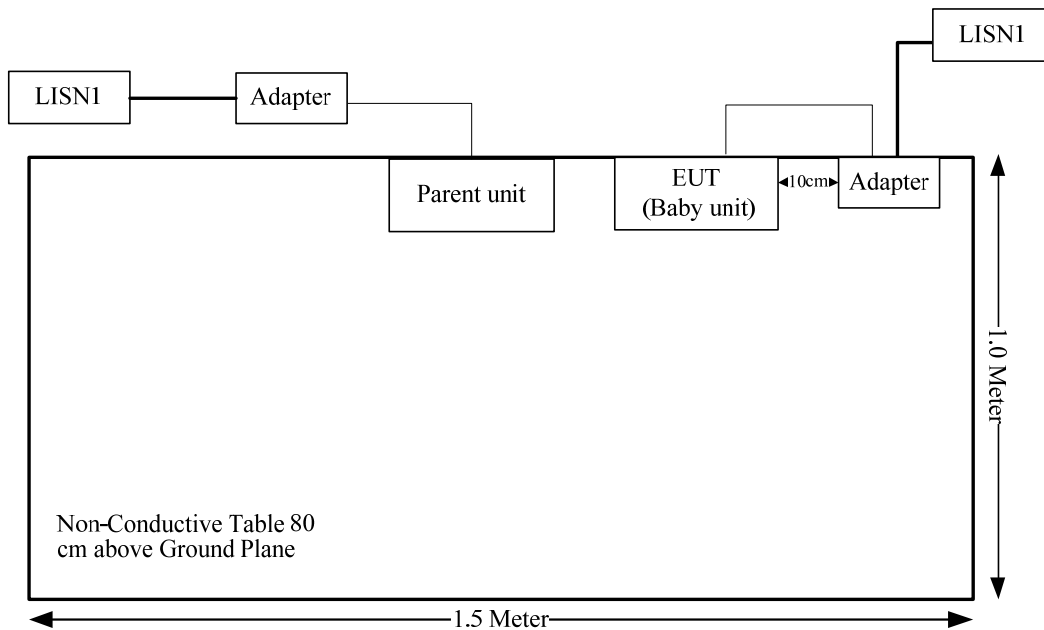 LISN1
LISN1
Adapter
Parent unit
EUT
(Baby unit)
10cm
Adapter
1.0 Meter
Non-Conductive Table 80
cm above Ground Plane
1.5 Meter